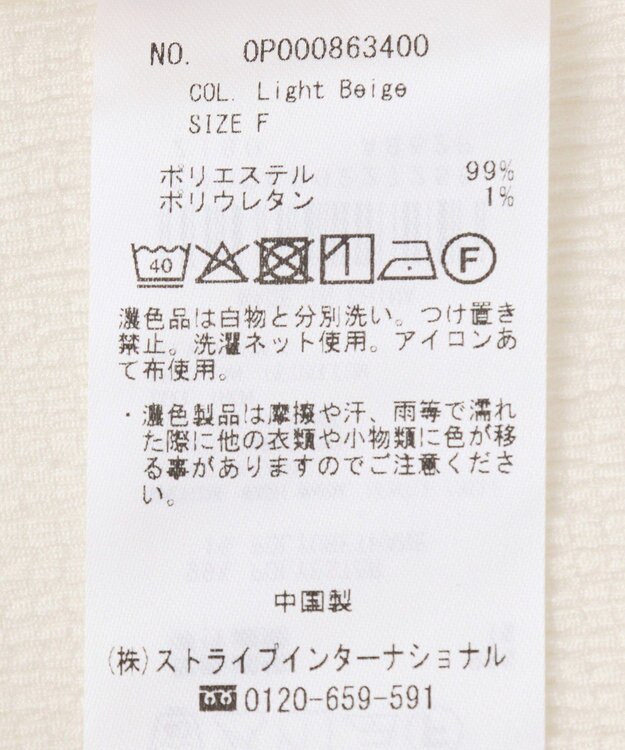 NO. 0P000863400
COL. Light Beige
SIZE F
ポリエステル 99%
ポリウレタン 1%
40 F
濃色品は白物と分別洗い。つけ置き
禁止。洗濯ネット使用。アイロンあ
て布使用。
・濃色製品は摩擦や汗、雨等で濡れ
た際に他の衣類や小物類に色が移
る事がありますのでご注意くださ
い。
中国製
(株)ストライプインターナショナル
0120-659-591